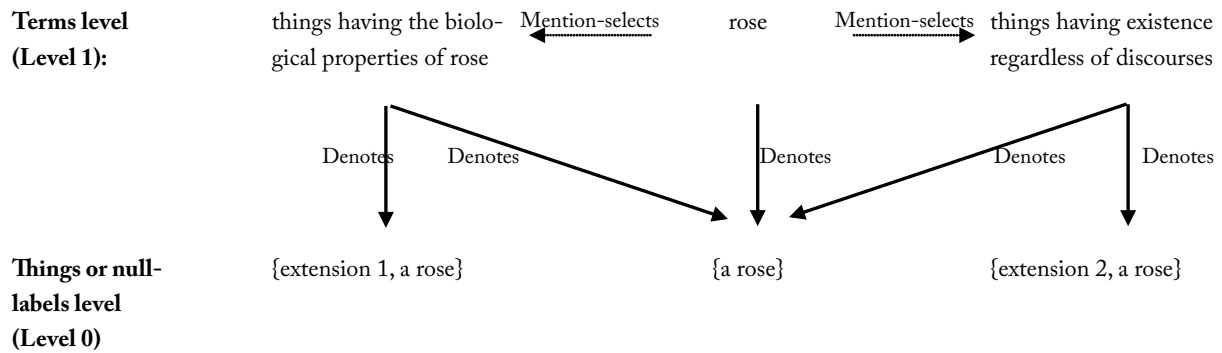 Terms level
(Level 1):
things having the biolo-
gical properties of rose
Mention-selects
rose
Mention-selects
things having existence
regardless of discourses
Denotes
Denotes
Denotes
Denotes
Denotes
Things or null-
labels level
(Level 0)
{extension 1, a rose}
{a rose}
{extension 2, a rose}